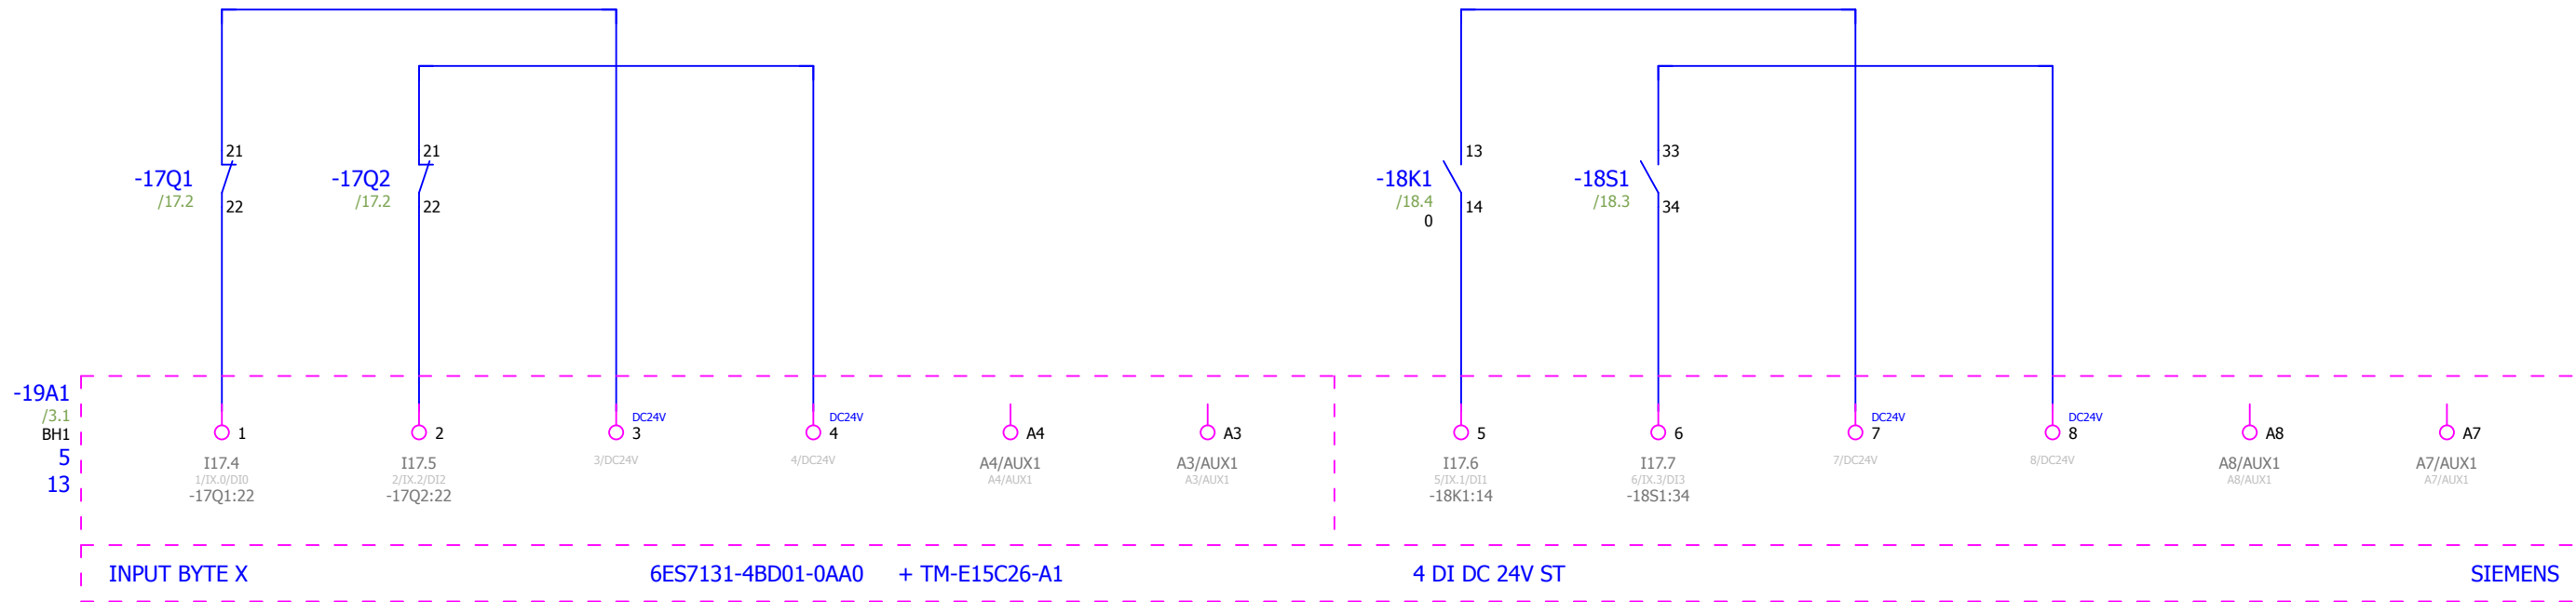 21
-17Q1
/17.2
22
21
-17Q2
/17.2
22
13
-18K1
/18.4
14
0
33
-18S1
/18.3
34
-19A1
/3.1
BH1
5
13
1
I17.4
1/IX.0/DI0
-17Q1:22
2
I17.5
2/IX.2/DI2
-17Q2:22
DC24V
3
3/DC24V
DC24V
4
4/DC24V
A4
A4/AUX1
A4/AUX1
A3
A3/AUX1
A3/AUX1
5
I17.6
5/IX.1/DI1
-18K1:14
6
I17.7
6/IX.3/DI3
-18S1:34
DC24V
7
7/DC24V
DC24V
8
8/DC24V
A8
A8/AUX1
A8/AUX1
A7
A7/AUX1
A7/AUX1
INPUT BYTE X
6ES7131-4BD01-0AA0 + TM-E15C26-A1
4 DI DC 24V ST
SIEMENS